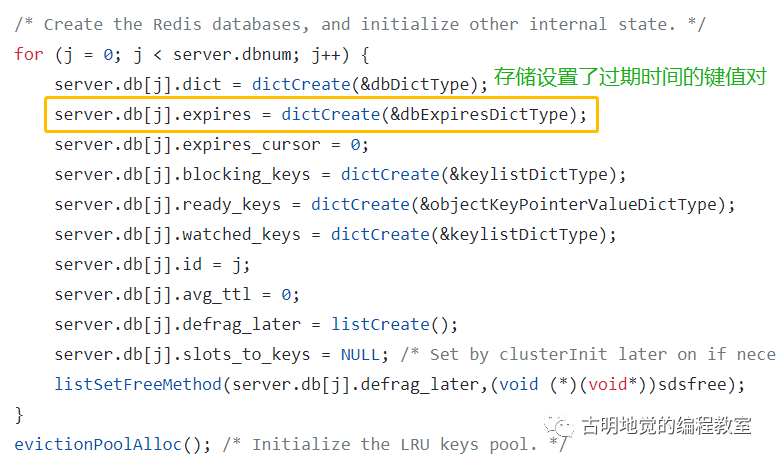 /* Create the Redis databases, and initialize other internal state. */
for (j = 0; j < server.dbnum; j++) {
server.db[j].dict = dictCreate(&dbDictType); 存储设置了过期时间的键值对
server.db[j].expires = dictCreate(&dbExpiresDictType);
server.db[j].expires_cursor = 0;
server.db[j].blocking_keys = dictCreate(&keylistDictType);
server.db[j].ready_keys = dictCreate(&objectKeyPointerValueDictType);
server.db[j].watched_keys = dictCreate(&keylistDictType);
server.db[j].id = j;
server.db[j].avg_ttl = 0;
server.db[j].defrag_later = listCreate();
server.db[j].slots_to_keys = NULL; /* Set by clusterInit later on if nece
listSetFreeMethod(server.db[j].defrag_later,(void (*)(void*))sdsfree);
}
古明地觉的编程教室
evictionPoolAlloc(); /* Initialize the LRU keys pool. */